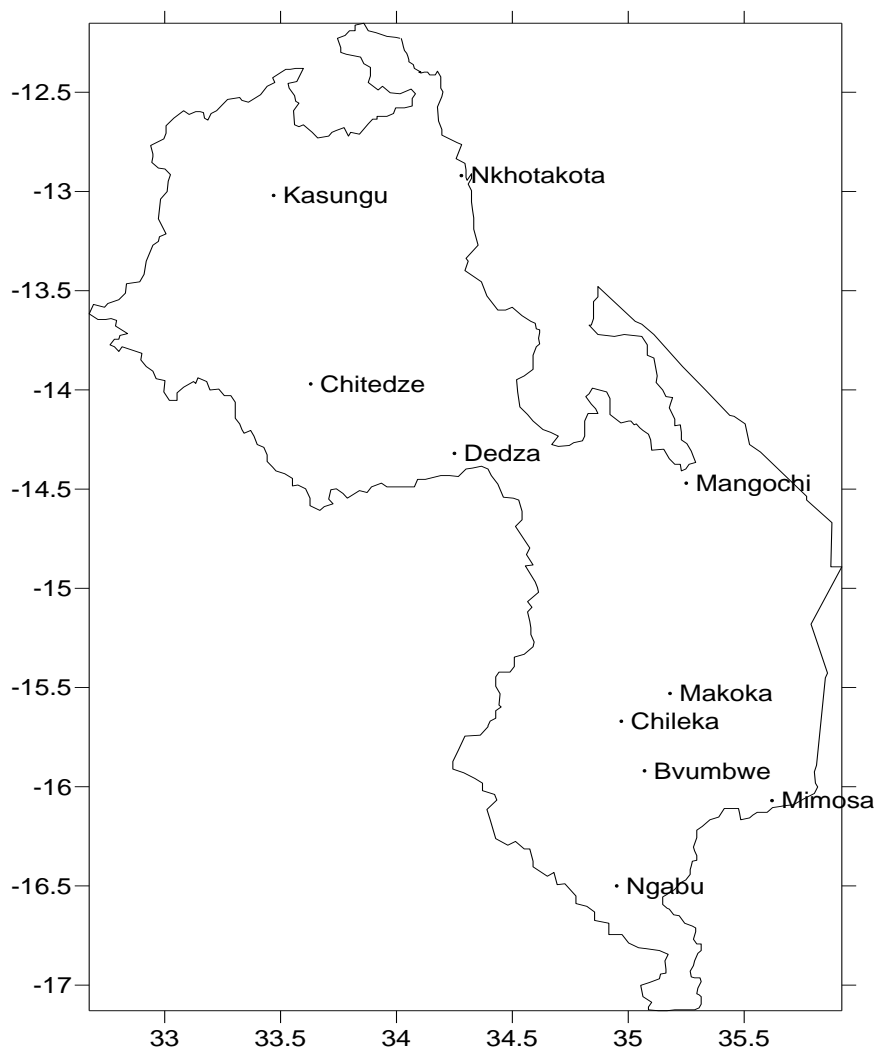 -12.5
Nkhotakota
-13
Kasungu
-13.5
-14
Chitedze
Dedza
-14.5
Mangochi
-15
-15.5
Makoka
Chileka
Bvumbwe
-16
Mimosa
-16.5
Ngabu
-17
33 33.5 34 34.5 35 35.5